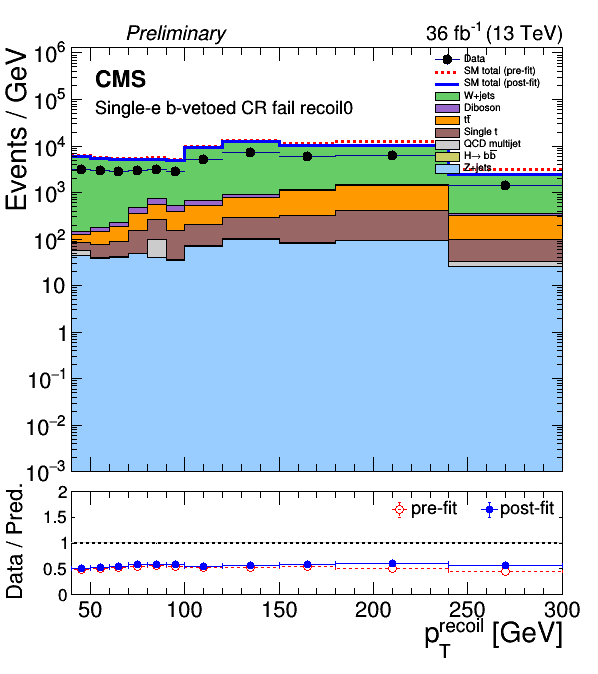 Preliminary 36 fb⁻¹ (13 TeV)
CMS
Single-e b-vetoed CR fail recoil0
Data
SM total (pre-fit)
SM total (post-fit)
W+jets
Diboson
tt̅
Single t
QCD multijet
H→ bb̅
Z+jets
Events / GeV
10⁶
10⁵
10⁴
10³
10²
10
1
10⁻¹
10⁻²
10⁻³
pre-fit post-fit
Data / Pred.
2
1.5
1
0.5
0
50 100 150 200 250 300
p_T^recoil [GeV]